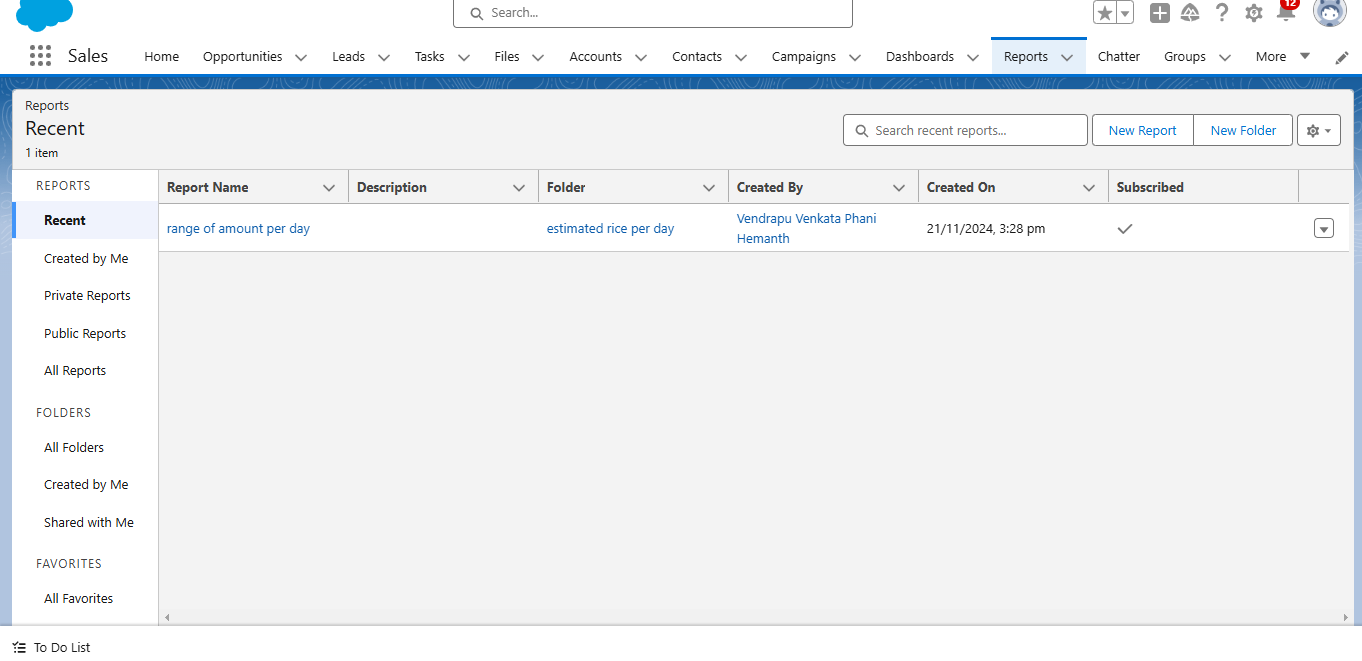 Search...
12
Sales
Home
Opportunities
Leads
Tasks
Files
Accounts
Contacts
Campaigns
Dashboards
Reports
Chatter
Groups
More
Reports
Recent
1 item
Search recent reports...
New Report
New Folder
REPORTS
Recent
Created by Me
Private Reports
Public Reports
All Reports
FOLDERS
All Folders
Created by Me
Shared with Me
FAVORITES
All Favorites
Report Name
Description
Folder
Created By
Created On
Subscribed
range of amount per day
estimated rice per day
Vendrapu Venkata Phani
Hemanth
21/11/2024, 3:28 pm
To Do List